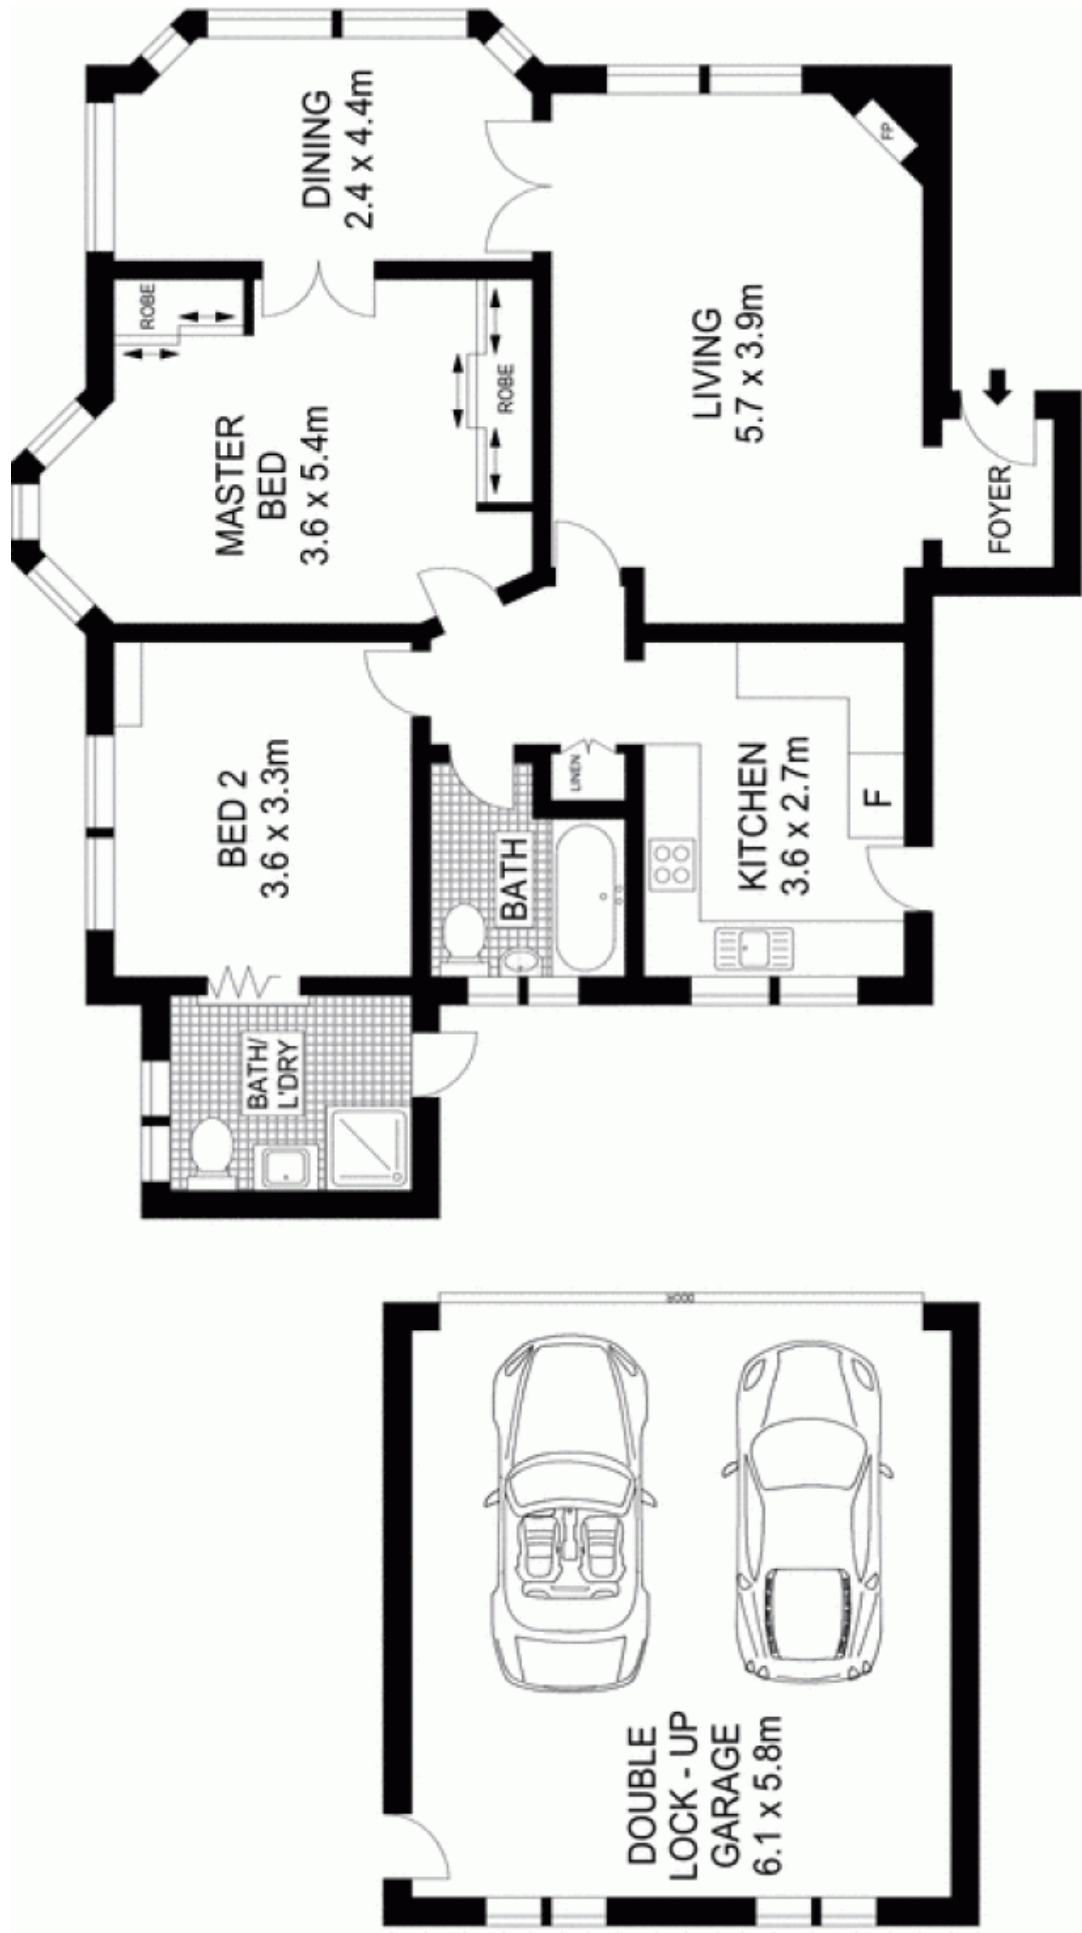 DINING
2.4 x 4.4m
FP
ROBE
ROBE
LIVING
5.7 x 3.9m
MASTER
BED
3.6 x 5.4m
FOYER
BED 2
3.6 x 3.3m
LINEN
BATH
KITCHEN
3.6 x 2.7m
F
BATH/
L'DRY
DOOR
DOUBLE
LOCK - UP
GARAGE
6.1 x 5.8m